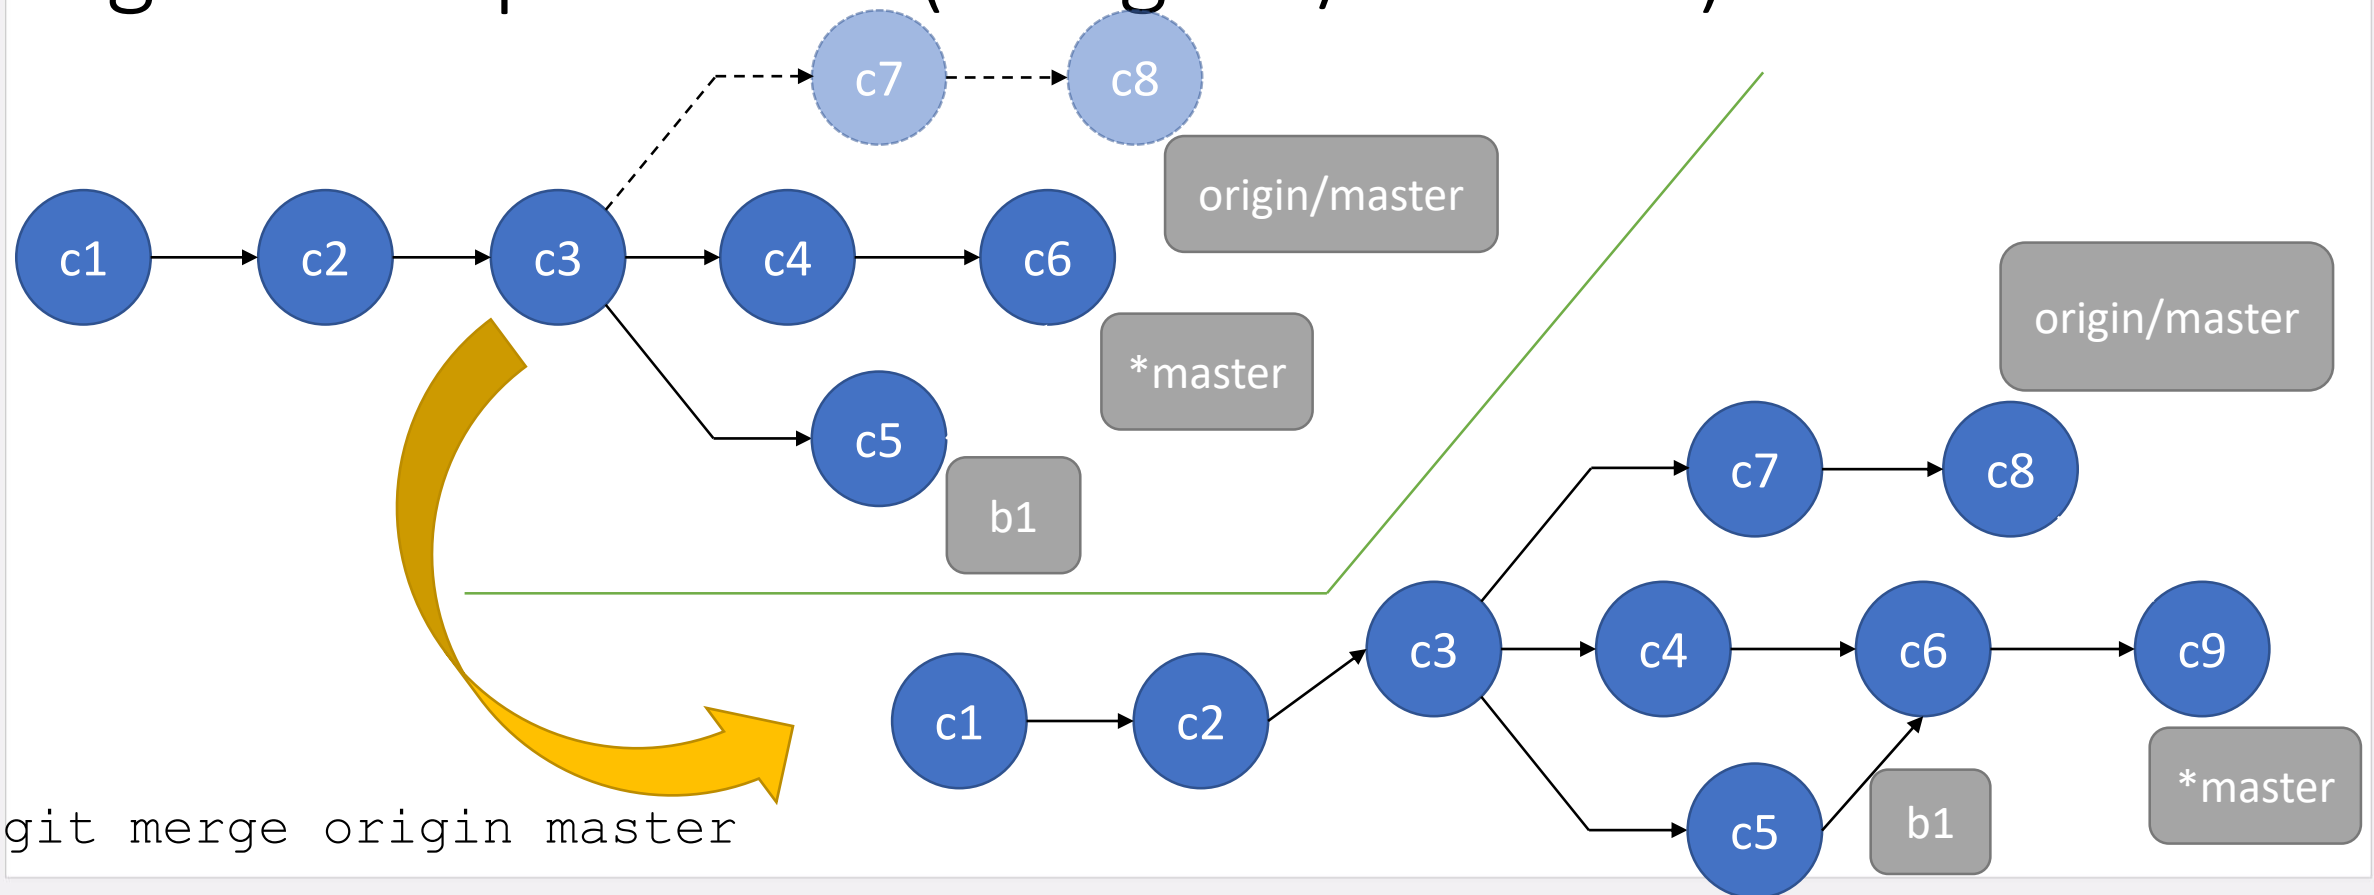 c7 c8
origin/master
c1 c2 c3 c4 c6
*master
c5
b1
origin/master
c7 c8
c3 c4 c6 c9
c1 c2
*master
c5 b1
git merge origin master